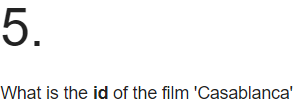 5.
What is the id of the film 'Casablanca'